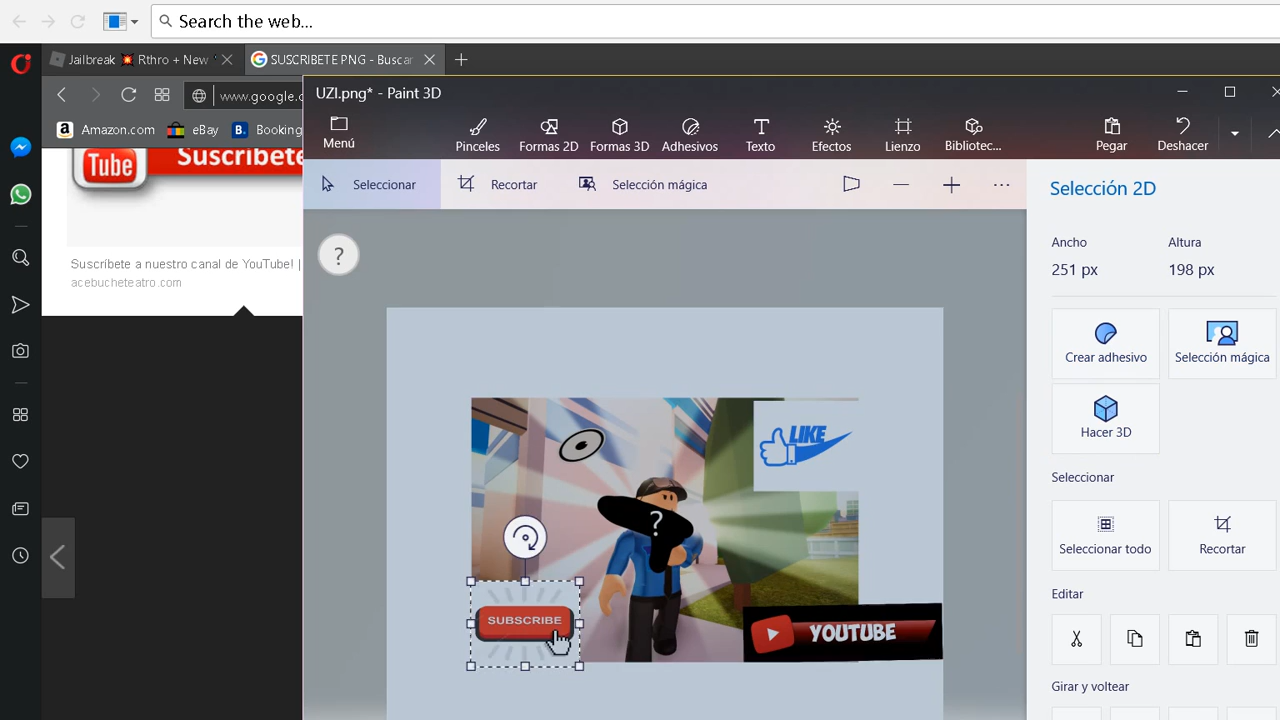 Search the web...
Jailbreak 💥 Rthro + New
SUSCRIBETE PNG - Buscar
www.google.c
Amazon.com
eBay
Booking
UZI.png* - Paint 3D
Menú
Pinceles
Formas 2D
Formas 3D
Adhesivos
Texto
Efectos
Lienzo
Bibliotec...
Pegar
Deshacer
Seleccionar
Recortar
Selección mágica
Tube
Suscríbete
Suscríbete a nuestro canal de YouTube! |
acebucheteatro.com
?
LIKE
?
SUBSCRIBE
YOUTUBE
Selección 2D
Ancho
Altura
251 px
198 px
Crear adhesivo
Selección mágica
Hacer 3D
Seleccionar
Seleccionar todo
Recortar
Editar
Girar y voltear